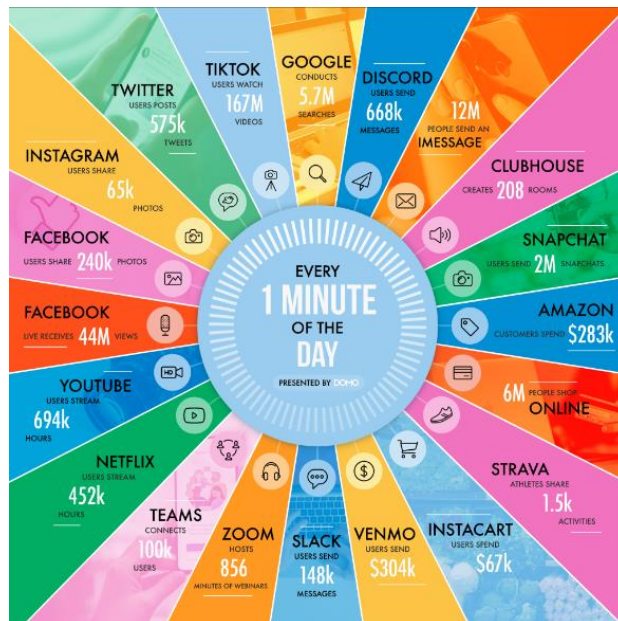 GOOGLE
CONDUCTS
5.7M
SEARCHES
DISCORD
USERS SEND
668k
MESSAGES
12M
PEOPLE SEND AN
IMESSAGE
CLUBHOUSE
CREATES 208 ROOMS
SNAPCHAT
USERS SEND 2M SNAPCHATS
AMAZON
CUSTOMERS SPEND $283k
6M PEOPLE SHOP
ONLINE
STRAVA
ATHLETES SHARE
1.5k
ACTIVITIES
INSTACART
USERS SPEND
$67k
VENMO
USERS SEND
$304k
SLACK
USERS SEND
148k
MESSAGES
ZOOM
HOSTS
856
MINUTES OF WEBINARS
TEAMS
CONNECTS
100k
USERS
NETFLIX
USERS STREAM
452k
HOURS
YOUTUBE
USERS STREAM
694k
HOURS
FACEBOOK
LIVE RECEIVES 44M VIEWS
FACEBOOK
USERS SHARE 240k PHOTOS
INSTAGRAM
USERS SHARE
65k
PHOTOS
TWITTER
USERS POSTS
575k
TWEETS
TIKTOK
USERS WATCH
167M
VIDEOS
HD
EVERY
1 MINUTE
OF THE
DAY
PRESENTED BY DOMO